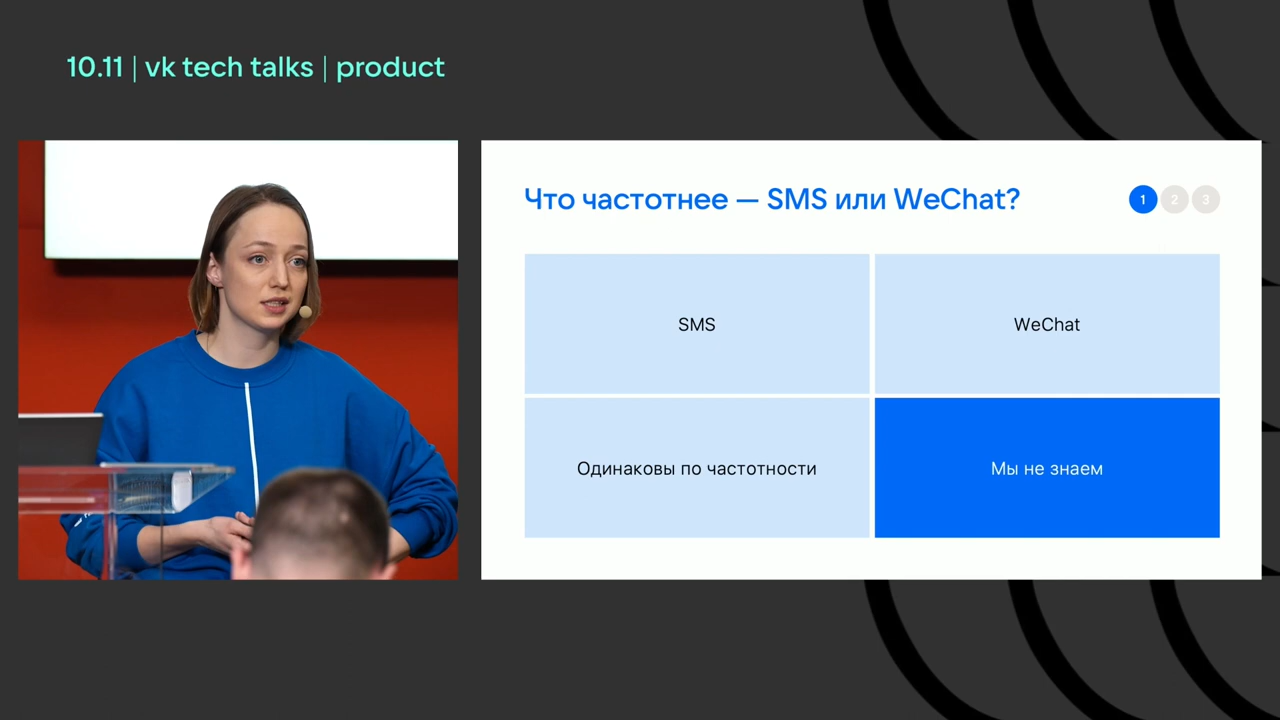 10.11 | vk tech talks | product
Что частотнее — SMS или WeChat?
1 2 3
SMS
WeChat
Одинаковы по частотности
Мы не знаем